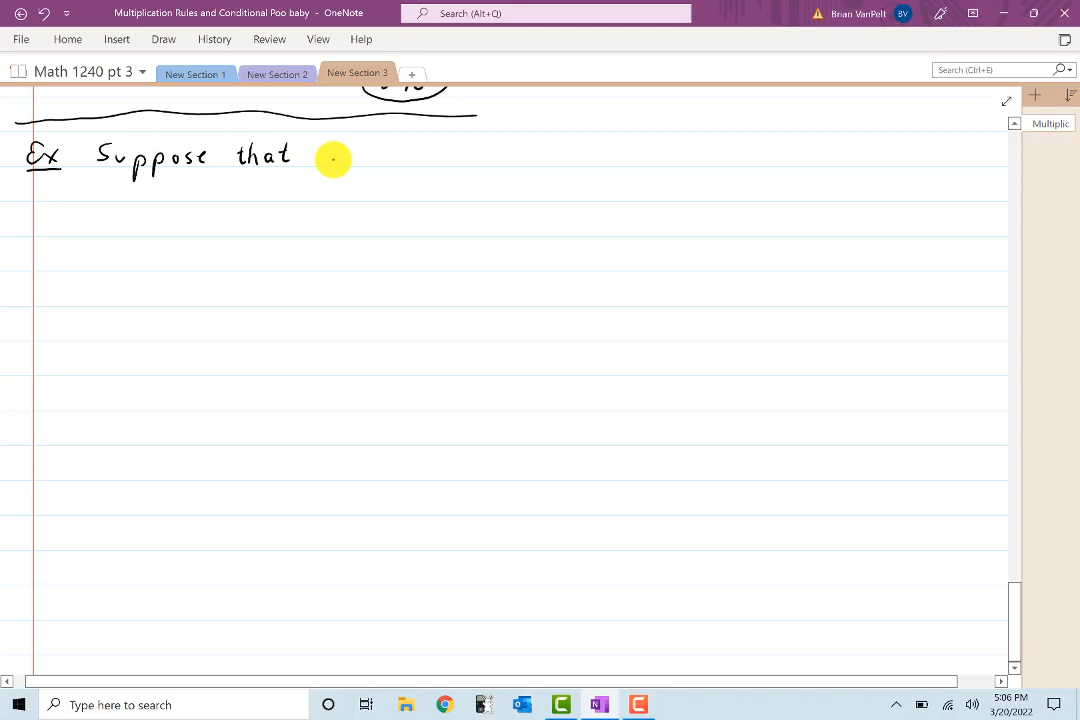 Multiplication Rules and Conditional Poo baby - OneNote
Search (Alt+Q)
Brian VanPelt
BV
File Home Insert Draw History Review View Help
Math 1240 pt 3
New Section 1
New Section 2
New Section 3
Search (Ctrl+E)
Multiplic
Ex Suppose that
Type here to search
5:06 PM
3/20/2022